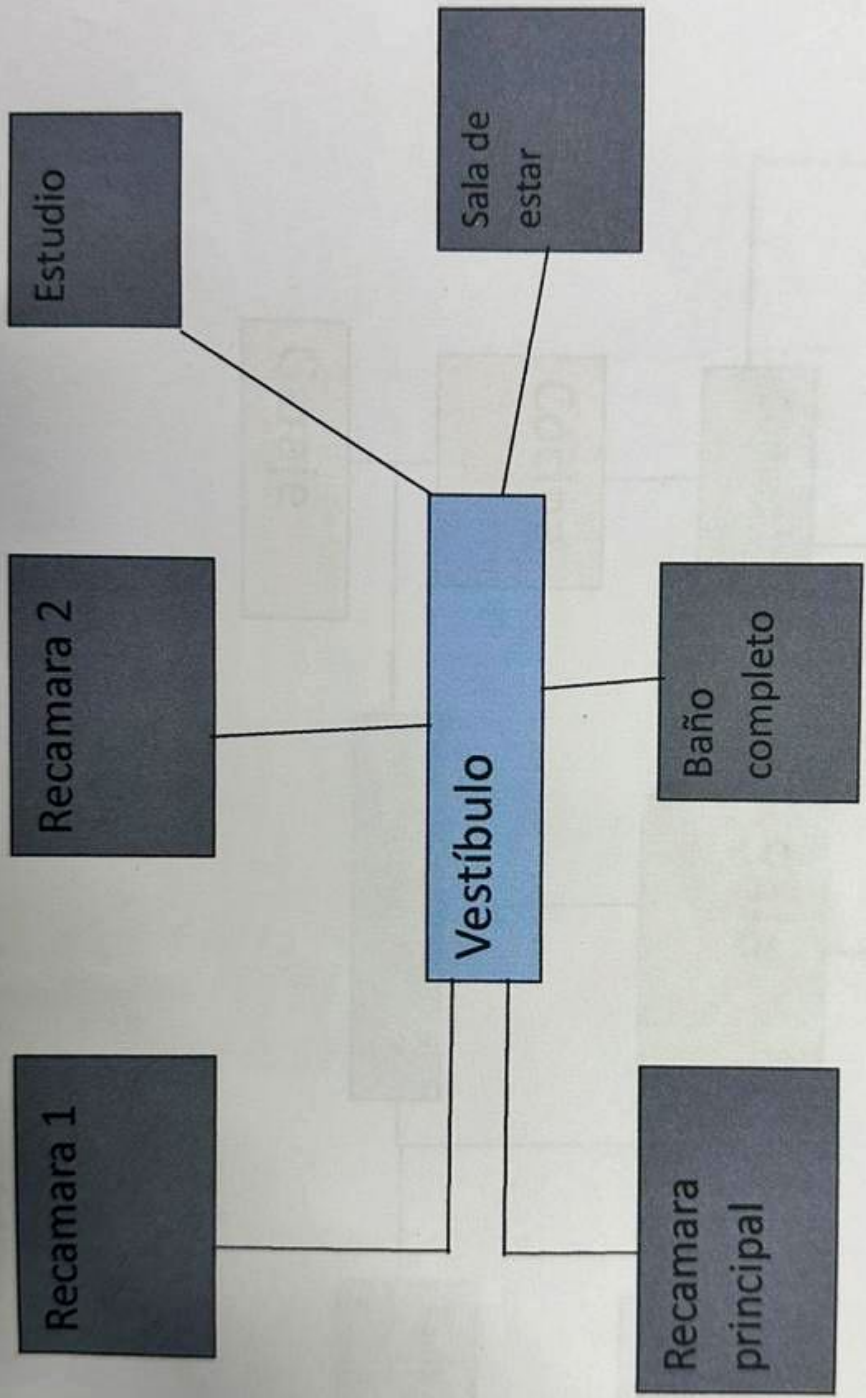 Recamara 1
Recamara 2
Estudio
Vestíbulo
Recamara
principal
Baño
completo
Sala de
estar